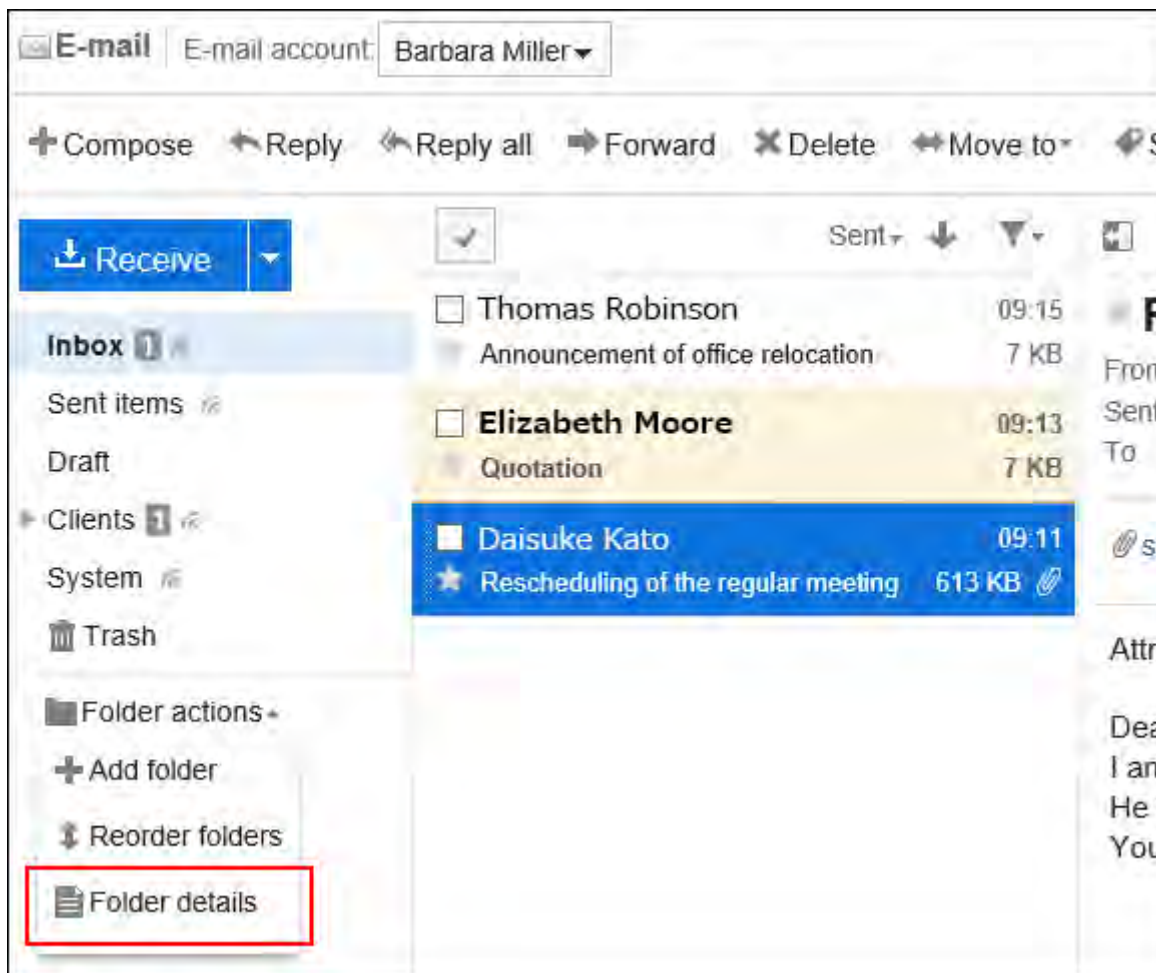 E-mail E-mail account: Barbara Miller
Compose Reply Reply all Forward Delete Move to S
Receive
Sent
Inbox 1
Sent items
Draft
Clients 1
System
Trash
Folder actions
Add folder
Reorder folders
Folder details
Thomas Robinson 09:15
Announcement of office relocation 7 KB
Elizabeth Moore 09:13
Quotation 7 KB
Daisuke Kato 09:11
Rescheduling of the regular meeting 613 KB
From
Sent
To
s
Attr
Dea
I am
He
You